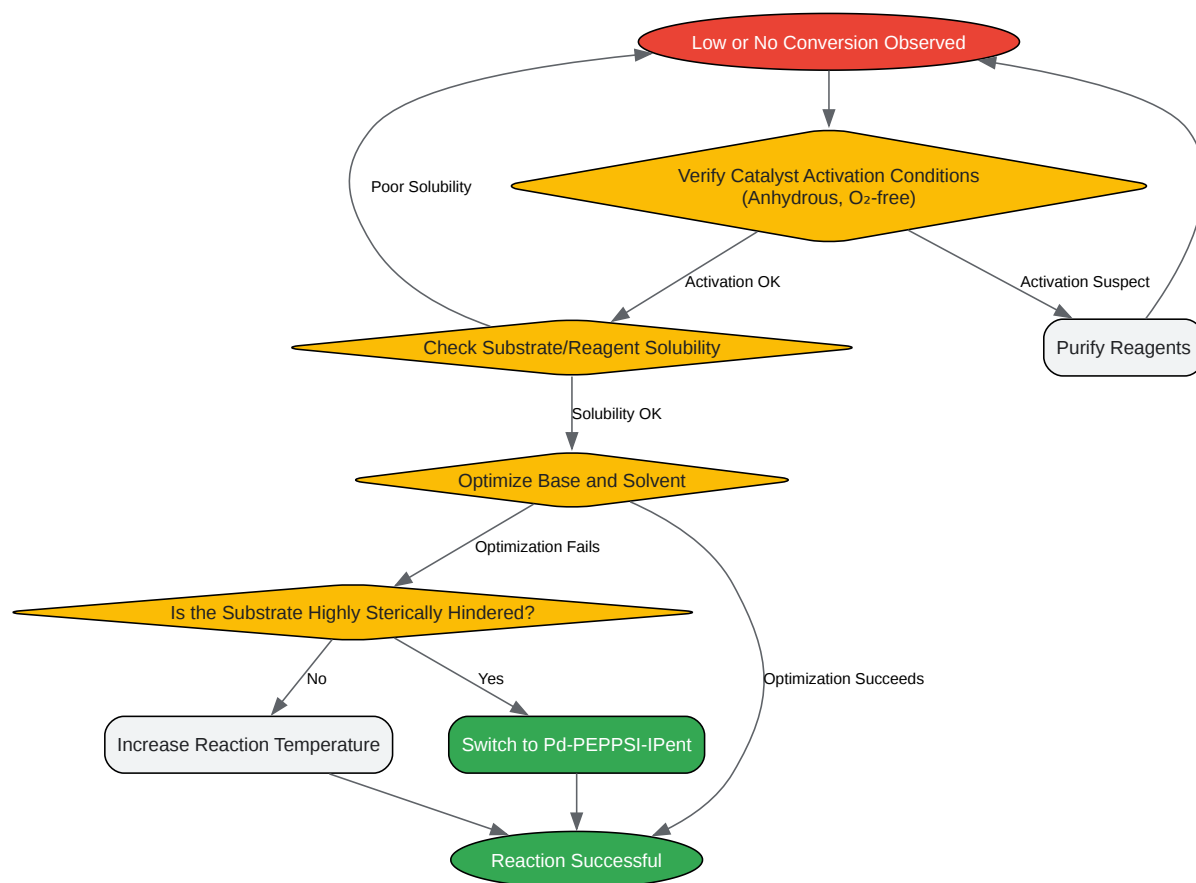 Low or No Conversion Observed
Verify Catalyst Activation Conditions
(Anhydrous, O₂-free)
Poor Solubility
Activation OK
Activation Suspect
Check Substrate/Reagent Solubility
Purify Reagents
Solubility OK
Optimize Base and Solvent
Optimization Fails
Is the Substrate Highly Sterically Hindered?
No
Yes
Optimization Succeeds
Increase Reaction Temperature
Switch to Pd-PEPPSI-IPent
Reaction Successful